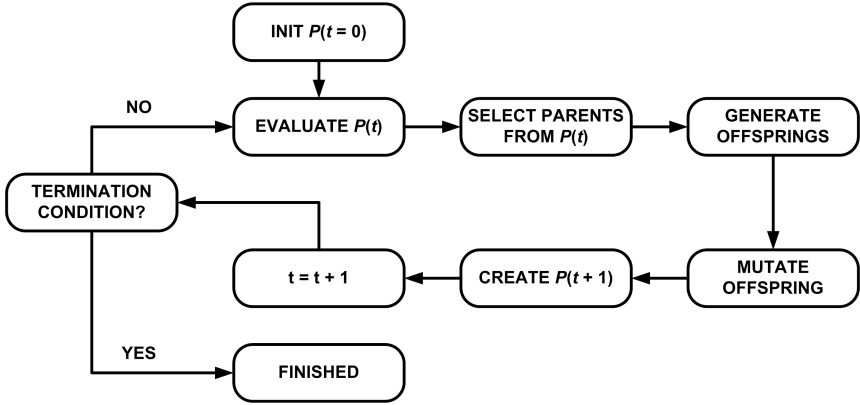 INIT P(t = 0)
NO
EVALUATE P(t)
SELECT PARENTS
FROM P(t)
GENERATE
OFFSPRINGS
TERMINATION
CONDITION?
t = t + 1
CREATE P(t + 1)
MUTATE
OFFSPRING
YES
FINISHED